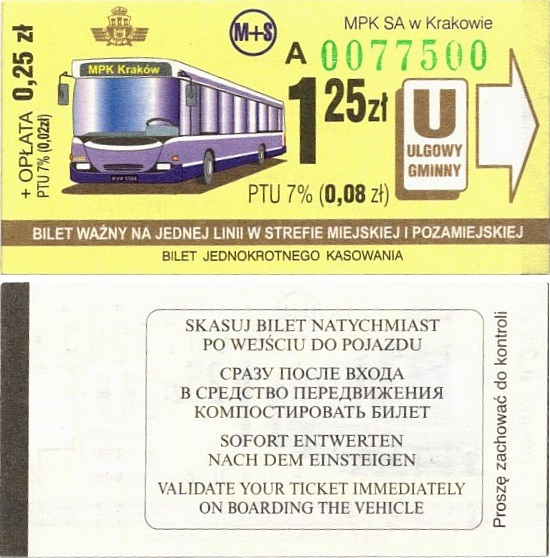 MPK SA w Krakowie
M+S
A 0077500
MPK Kraków
1 25 zł
U
ULGOWY
GMINNY
PTU 7% (0,08 zł)
+ OPŁATA 0,25 zł
PTU 7% (0,02zł)
BILET WAŻNY NA JEDNEJ LINII W STREFIE MIEJSKIEJ I POZAMIEJSKIEJ
BILET JEDNOKROTNEGO KASOWANIA
SKASUJ BILET NATYCHMIAST
PO WEJŚCIU DO POJAZDU
СРАЗУ ПОСЛЕ ВХОДА
В СРЕДСТВО ПЕРЕДВИЖЕНИЯ
КОМПОСТИРОВАТЬ БИЛЕТ
SOFORT ENTWERTEN
NACH DEM EINSTEIGEN
VALIDATE YOUR TICKET IMMEDIATELY
ON BOARDING THE VEHICLE
Proszę zachować do kontroli